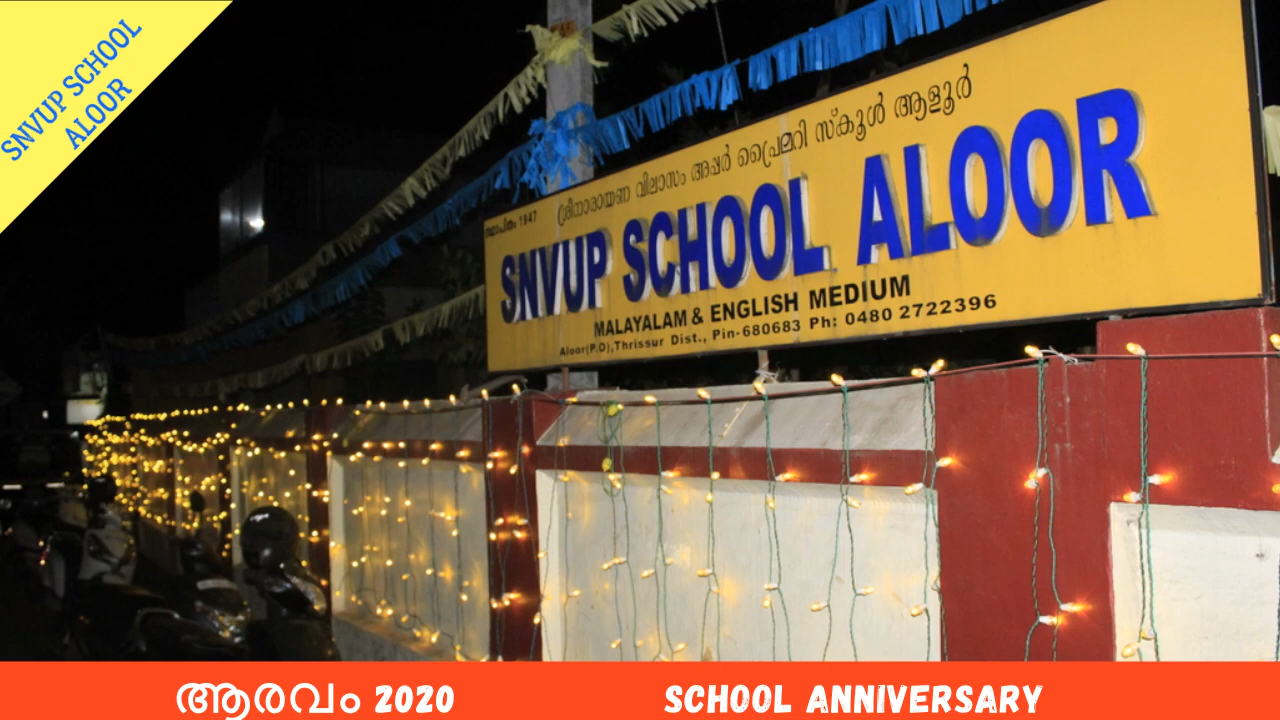 SNVUP SCHOOL
ALOOR
സ്ഥാപിതം 1947
ശ്രീനാരായണ വിലാസം അപ്പർ പ്രൈമറി സ്കൂൾ ആളൂർ
SNVUP SCHOOL ALOOR
MALAYALAM & ENGLISH MEDIUM
Aloor(P.O),Thrissur Dist., Pin-680683 Ph: 0480 2722396
ആരവം 2020
SCHOOL ANNIVERSARY